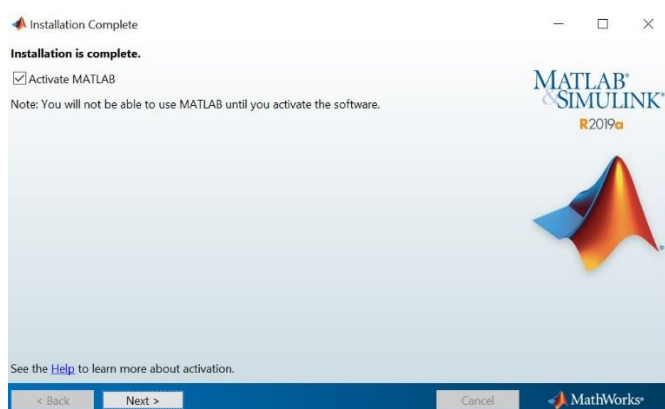 Installation Complete
Installation is complete.
Activate MATLAB
Note: You will not be able to use MATLAB until you activate the software.
MATLAB®
&SIMULINK®
R2019a
See the Help to learn more about activation.
< Back
Next >
Cancel
MathWorks®